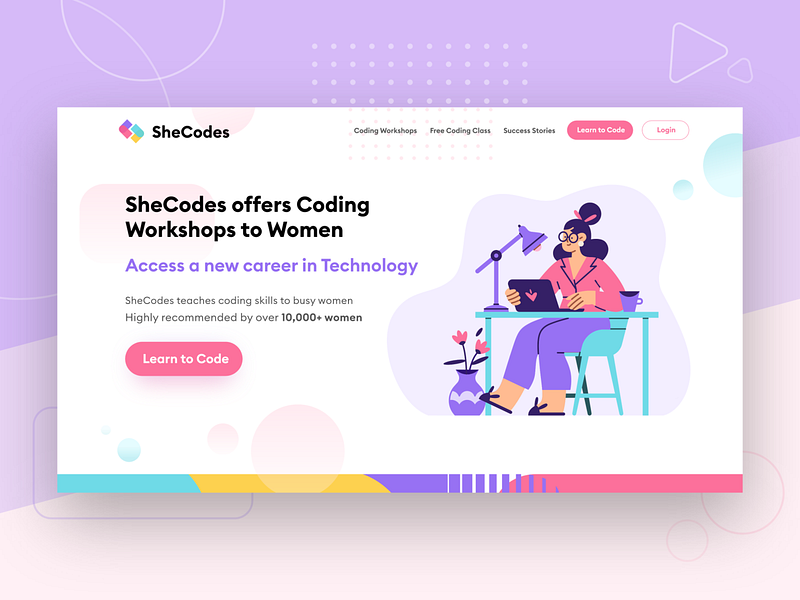 SheCodes
Coding Workshops
Free Coding Class
Success Stories
Learn to Code
Login
SheCodes offers Coding
Workshops to Women
Access a new career in Technology
SheCodes teaches coding skills to busy women
Highly recommended by over 10,000+ women
Learn to Code